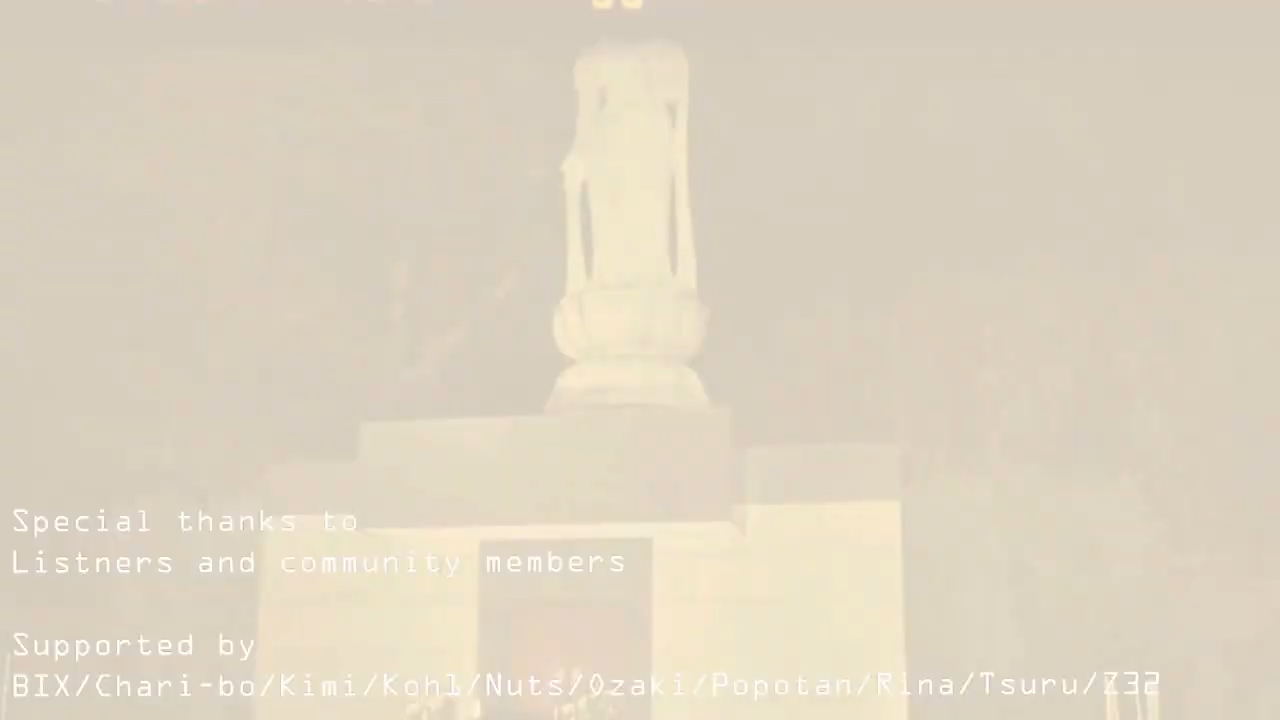 Special thanks to
Listners and community members
Supported by
BIX/Chari-bo/Kimi/Kohl/Nuts/Ozaki/Popotan/Rina/Tsuru/Z32